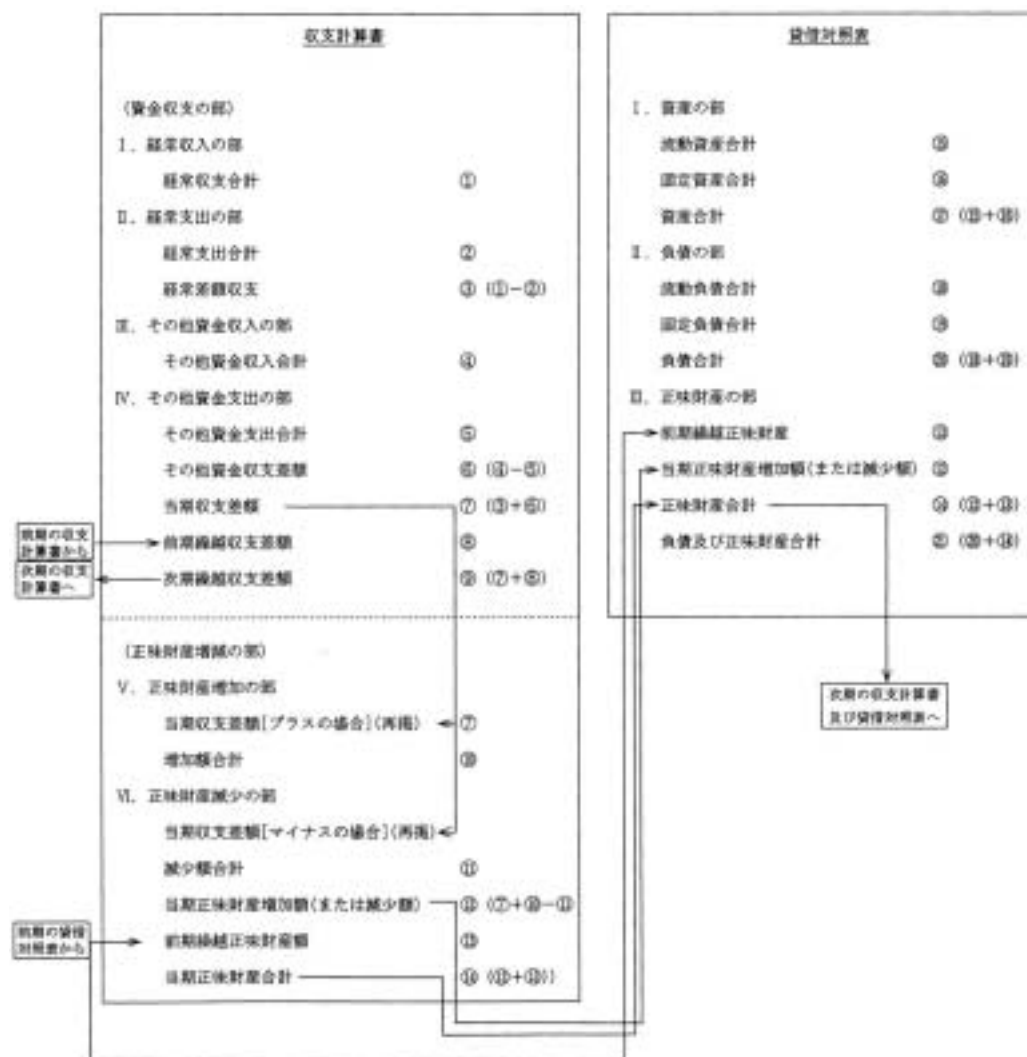 収支計算書
(資金収支の部)
Ⅰ. 経常収入の部
経常収支合計 ①
Ⅱ. 経常支出の部
経常支出合計 ②
経常差額収支 ③ (①-②)
Ⅲ. その他資金収入の部
その他資金収入合計 ④
Ⅳ. その他資金支出の部
その他資金支出合計 ⑤
その他資金収支差額 ⑥ (④-⑤)
当期収支差額 ⑦ (③+⑥)
前期の収支
計算書から
前期繰越収支差額 ⑧
次期の収支
計算書へ
次期繰越収支差額 ⑨ (⑦+⑧)
(正味財産増減の部)
Ⅴ. 正味財産増加の部
当期収支差額[プラスの場合](再掲) ⑦
増加額合計 ⑩
Ⅵ. 正味財産減少の部
当期収支差額[マイナスの場合](再掲)
減少額合計 ⑪
当期正味財産増加額(または減少額) ⑫ (⑦+⑩-⑪
前期の貸借
対照表から
前期繰越正味財産額 ⑬
当期正味財産合計 ⑭ (⑫+⑬))
貸借対照表
Ⅰ. 資産の部
流動資産合計 ⑮
固定資産合計 ⑯
資産合計 ⑰ (⑮+⑯)
Ⅱ. 負債の部
流動負債合計 ⑱
固定負債合計 ⑲
負債合計 ⑳ (⑱+⑲)
Ⅲ. 正味財産の部
前期繰越正味財産 ⑬
当期正味財産増加額(または減少額) ⑫
正味財産合計 ⑭ (⑫+⑬)
負債及び正味財産合計 ㉑ (⑳+⑭)
次期の収支計算書
及び貸借対照表へ